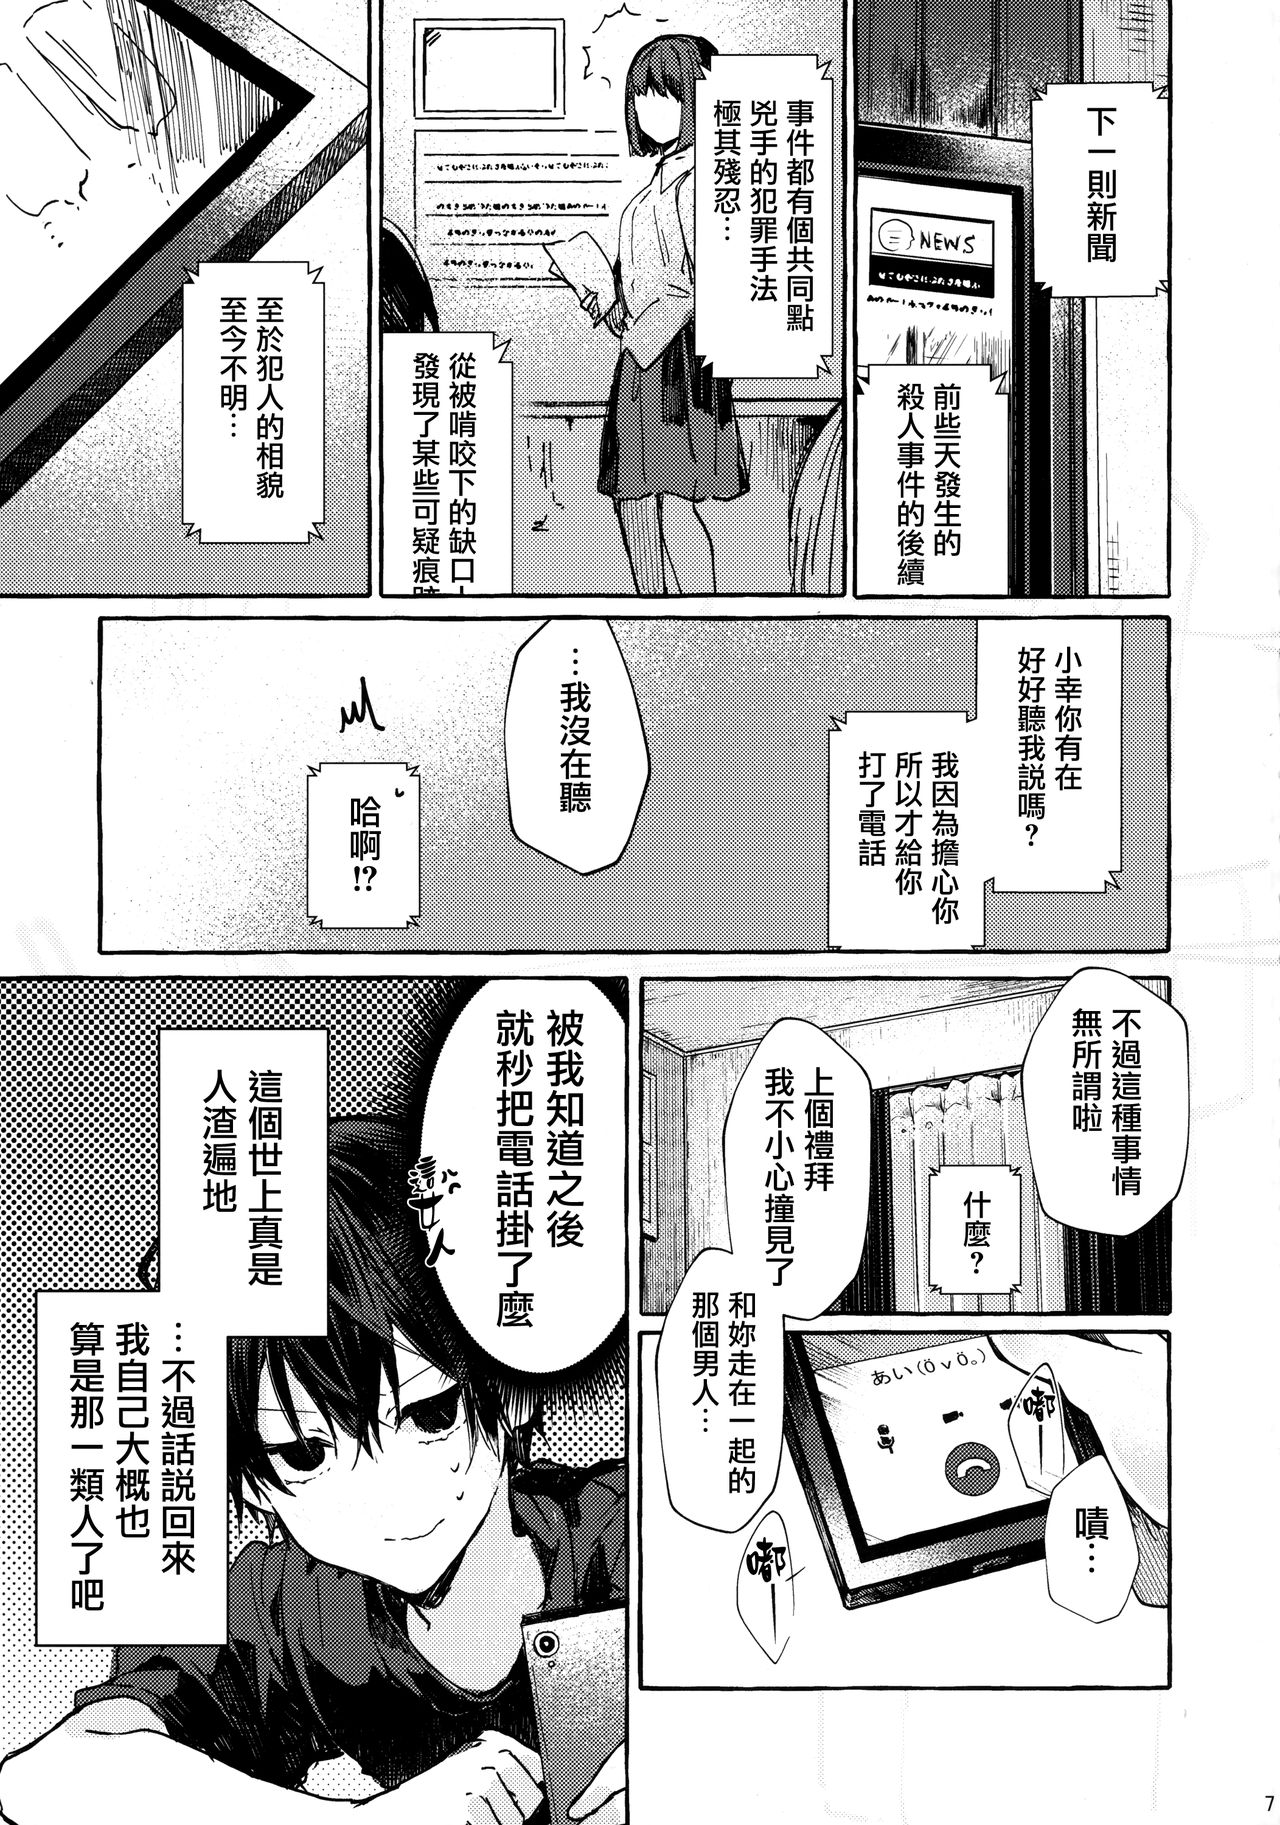 下一則新聞
NEWS
前些天發生的
殺人事件的後續
事件都有個共同點
兇手的犯罪手法
極其殘忍…
從被啃咬下的缺口
發現了某些可疑痕跡
至於犯人的相貌
至今不明…
小幸你有在
好好聽我說嗎?
我因為擔心你
所以才給你
打了電話
…我沒在聽
哈啊!?
不過這種事情
無所謂啦
什麼?
上個禮拜
我不小心撞見了
和妳走在一起的
那個男人…
あい(ÖvÖ。)
嘟—
嘖…
嘟—
被我知道之後
就秒把電話掛了麼
這女人
這個世上真是
人渣遍地
…不過話說回來
我自己大概也
算是那一類人了吧
7